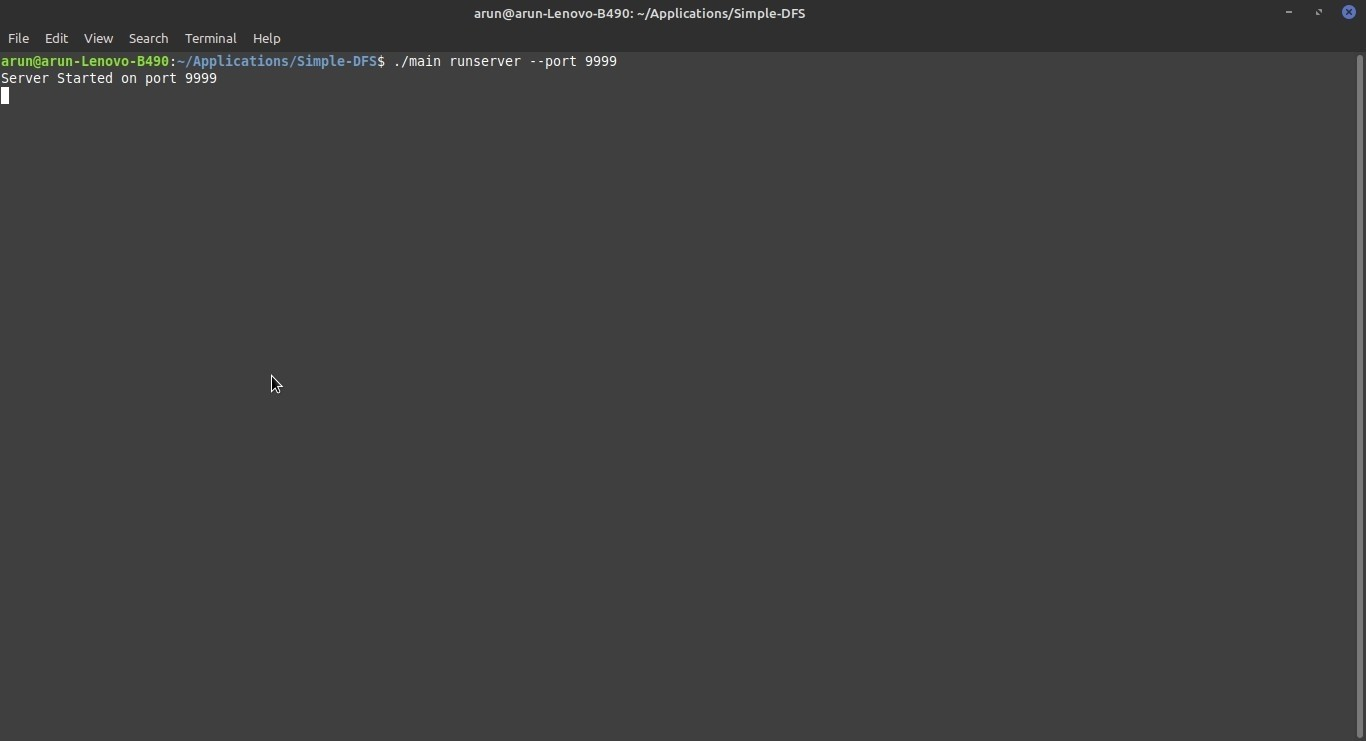 arun@arun-Lenovo-B490: ~/Applications/Simple-DFS
File Edit View Search Terminal Help
arun@arun-Lenovo-B490:~/Applications/Simple-DFS$ ./main runserver --port 9999
Server Started on port 9999